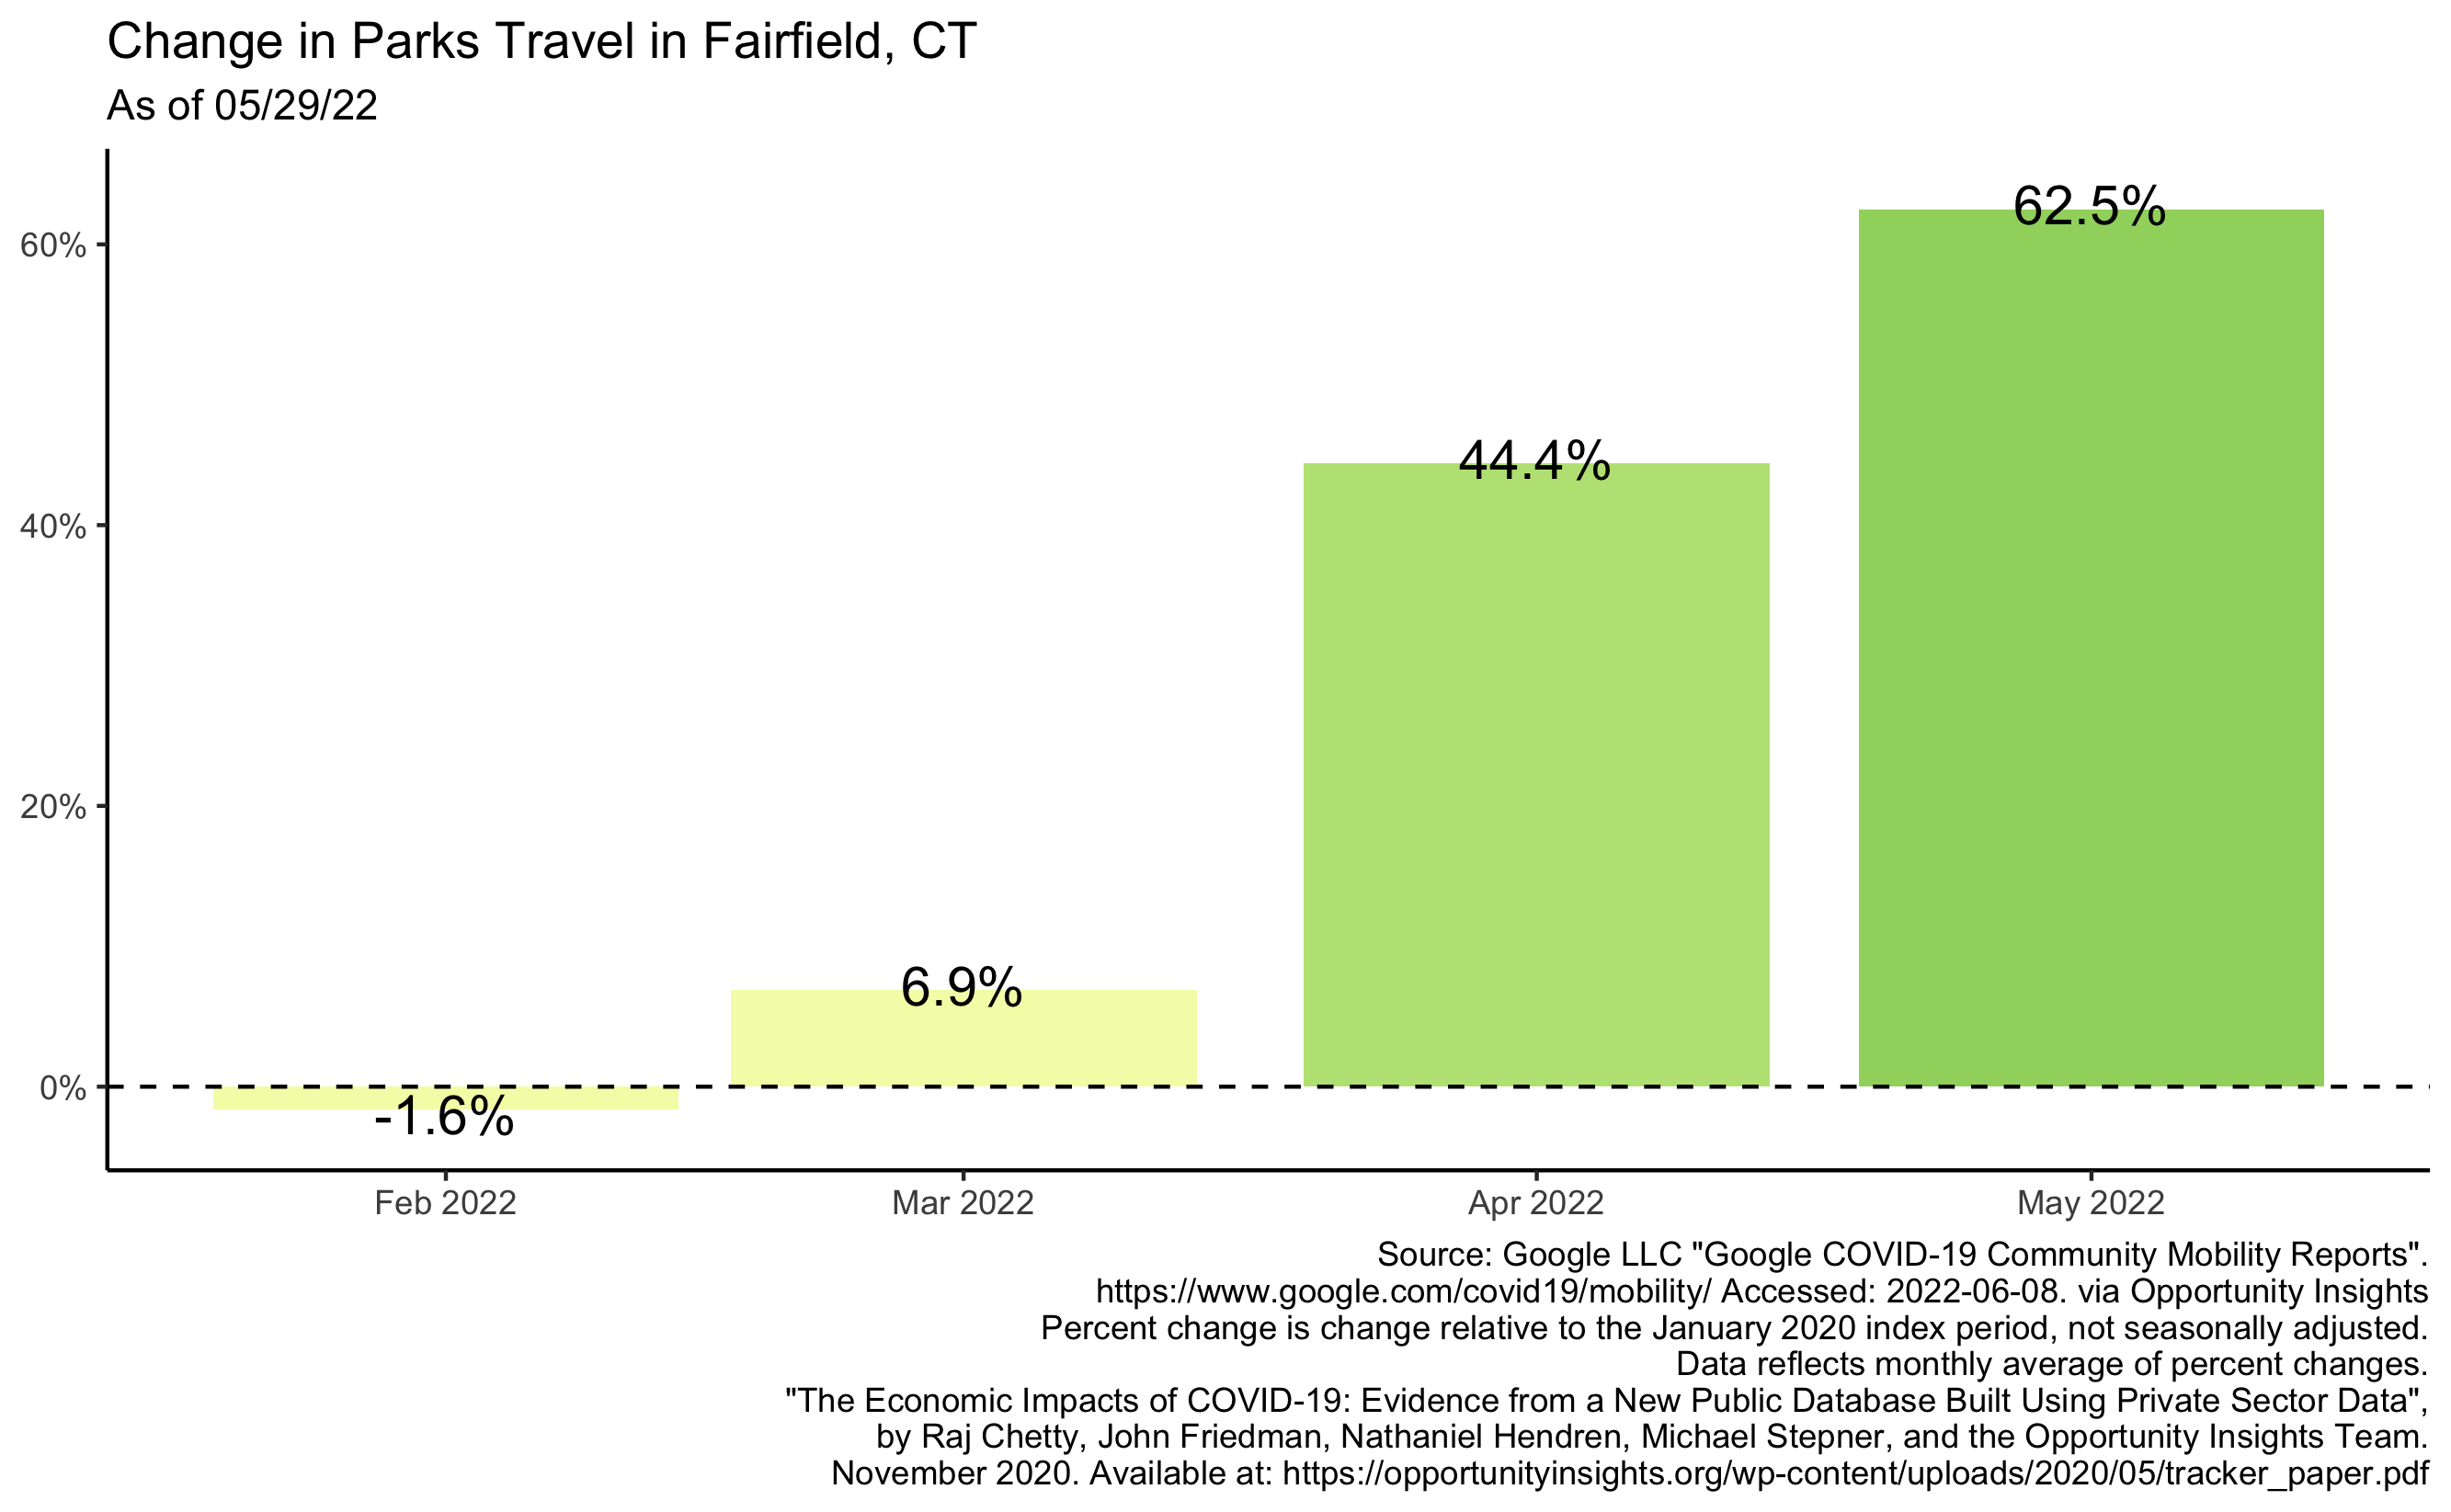 Change in Parks Travel in Fairfield, CT
As of 05/29/22
62.5%
60%
44.4%
40%
20%
6.9%
0%
-1.6%
Feb 2022 Mar 2022 Apr 2022 May 2022
Source: Google LLC "Google COVID-19 Community Mobility Reports".
https://www.google.com/covid19/mobility/ Accessed: 2022-06-08. via Opportunity Insights
Percent change is change relative to the January 2020 index period, not seasonally adjusted.
Data reflects monthly average of percent changes.
"The Economic Impacts of COVID-19: Evidence from a New Public Database Built Using Private Sector Data",
by Raj Chetty, John Friedman, Nathaniel Hendren, Michael Stepner, and the Opportunity Insights Team.
November 2020. Available at: https://opportunityinsights.org/wp-content/uploads/2020/05/tracker_paper.pdf